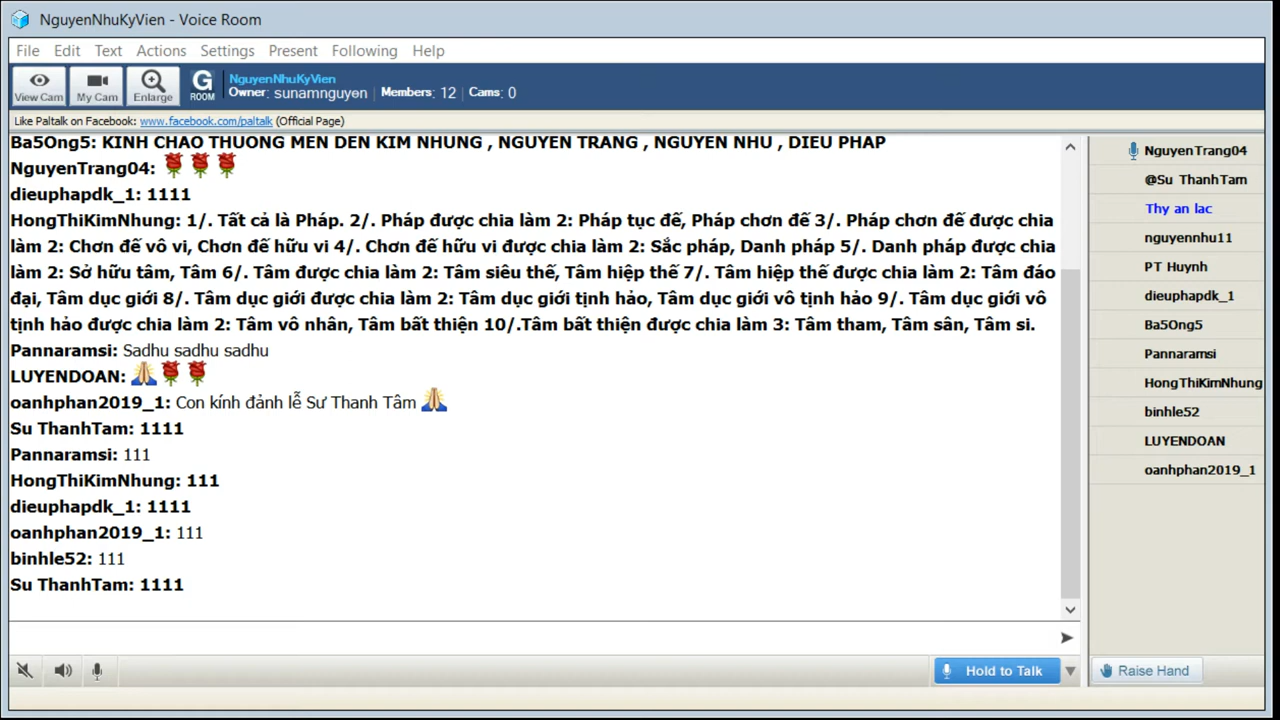 NguyenNhuKyVien - Voice Room
File Edit Text Actions Settings Present Following Help
View Cam My Cam Enlarge G ROOM
NguyenNhuKyVien
Owner: sunamnguyen | Members: 12 | Cams: 0
Like Paltalk on Facebook: www.facebook.com/paltalk (Official Page)
Ba5Ong5: KINH CHAO THUONG MEN DEN KIM NHUNG , NGUYEN TRANG , NGUYEN NHU , DIEU PHAP
NguyenTrang04:
dieuphapdk_1: 1111
HongThiKimNhung: 1/. Tất cả là Pháp. 2/. Pháp được chia làm 2: Pháp tục đế, Pháp chơn đế 3/. Pháp chơn đế được chia
làm 2: Chơn đế vô vi, Chơn đế hữu vi 4/. Chơn đế hữu vi được chia làm 2: Sắc pháp, Danh pháp 5/. Danh pháp được chia
làm 2: Sở hữu tâm, Tâm 6/. Tâm được chia làm 2: Tâm siêu thế, Tâm hiệp thế 7/. Tâm hiệp thế được chia làm 2: Tâm đáo
đại, Tâm dục giới 8/. Tâm dục giới được chia làm 2: Tâm dục giới tịnh hảo, Tâm dục giới vô tịnh hảo 9/. Tâm dục giới vô
tịnh hảo được chia làm 2: Tâm vô nhân, Tâm bất thiện 10/.Tâm bất thiện được chia làm 3: Tâm tham, Tâm sân, Tâm si.
Pannaramsi: Sadhu sadhu sadhu
LUYENDOAN:
oanhphan2019_1: Con kính đảnh lễ Sư Thanh Tâm
Su ThanhTam: 1111
Pannaramsi: 111
HongThiKimNhung: 111
dieuphapdk_1: 1111
oanhphan2019_1: 111
binhle52: 111
Su ThanhTam: 1111
NguyenTrang04
@Su ThanhTam
Thy an lac
nguyennhu11
PT Huynh
dieuphapdk_1
Ba5Ong5
Pannaramsi
HongThiKimNhung
binhle52
LUYENDOAN
oanhphan2019_1
Hold to Talk
Raise Hand